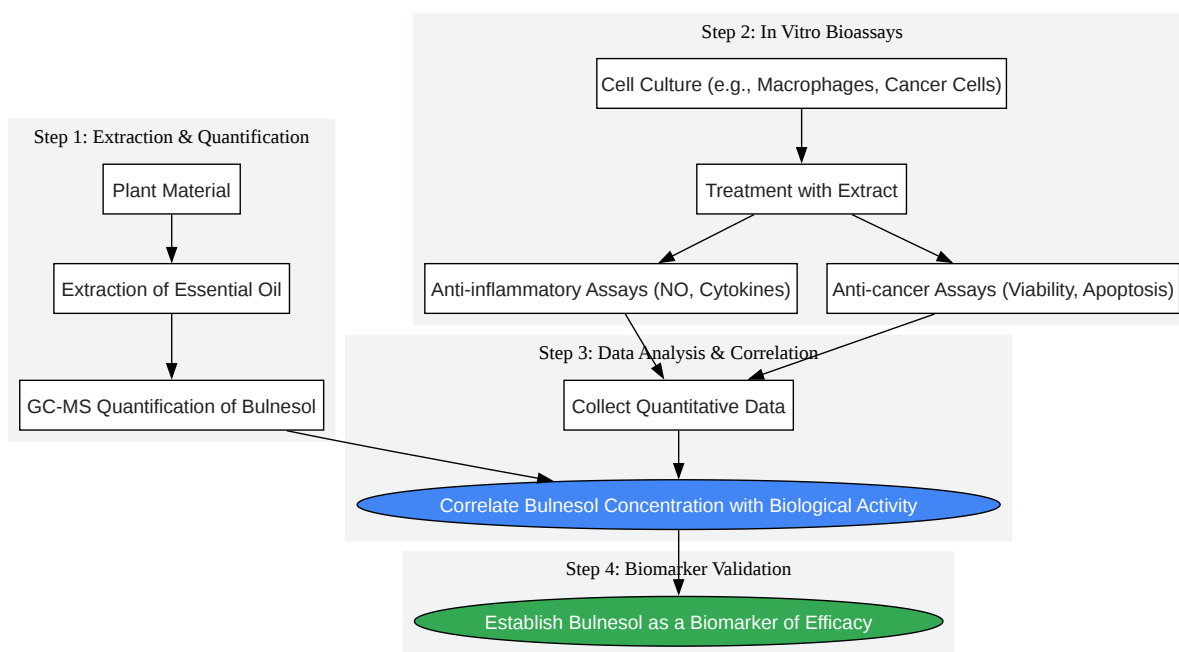 Step 1: Extraction & Quantification
Plant Material
Extraction of Essential Oil
GC-MS Quantification of Bulnesol
Step 2: In Vitro Bioassays
Cell Culture (e.g., Macrophages, Cancer Cells)
Treatment with Extract
Anti-inflammatory Assays (NO, Cytokines)
Anti-cancer Assays (Viability, Apoptosis)
Step 3: Data Analysis & Correlation
Collect Quantitative Data
Correlate Bulnesol Concentration with Biological Activity
Step 4: Biomarker Validation
Establish Bulnesol as a Biomarker of Efficacy